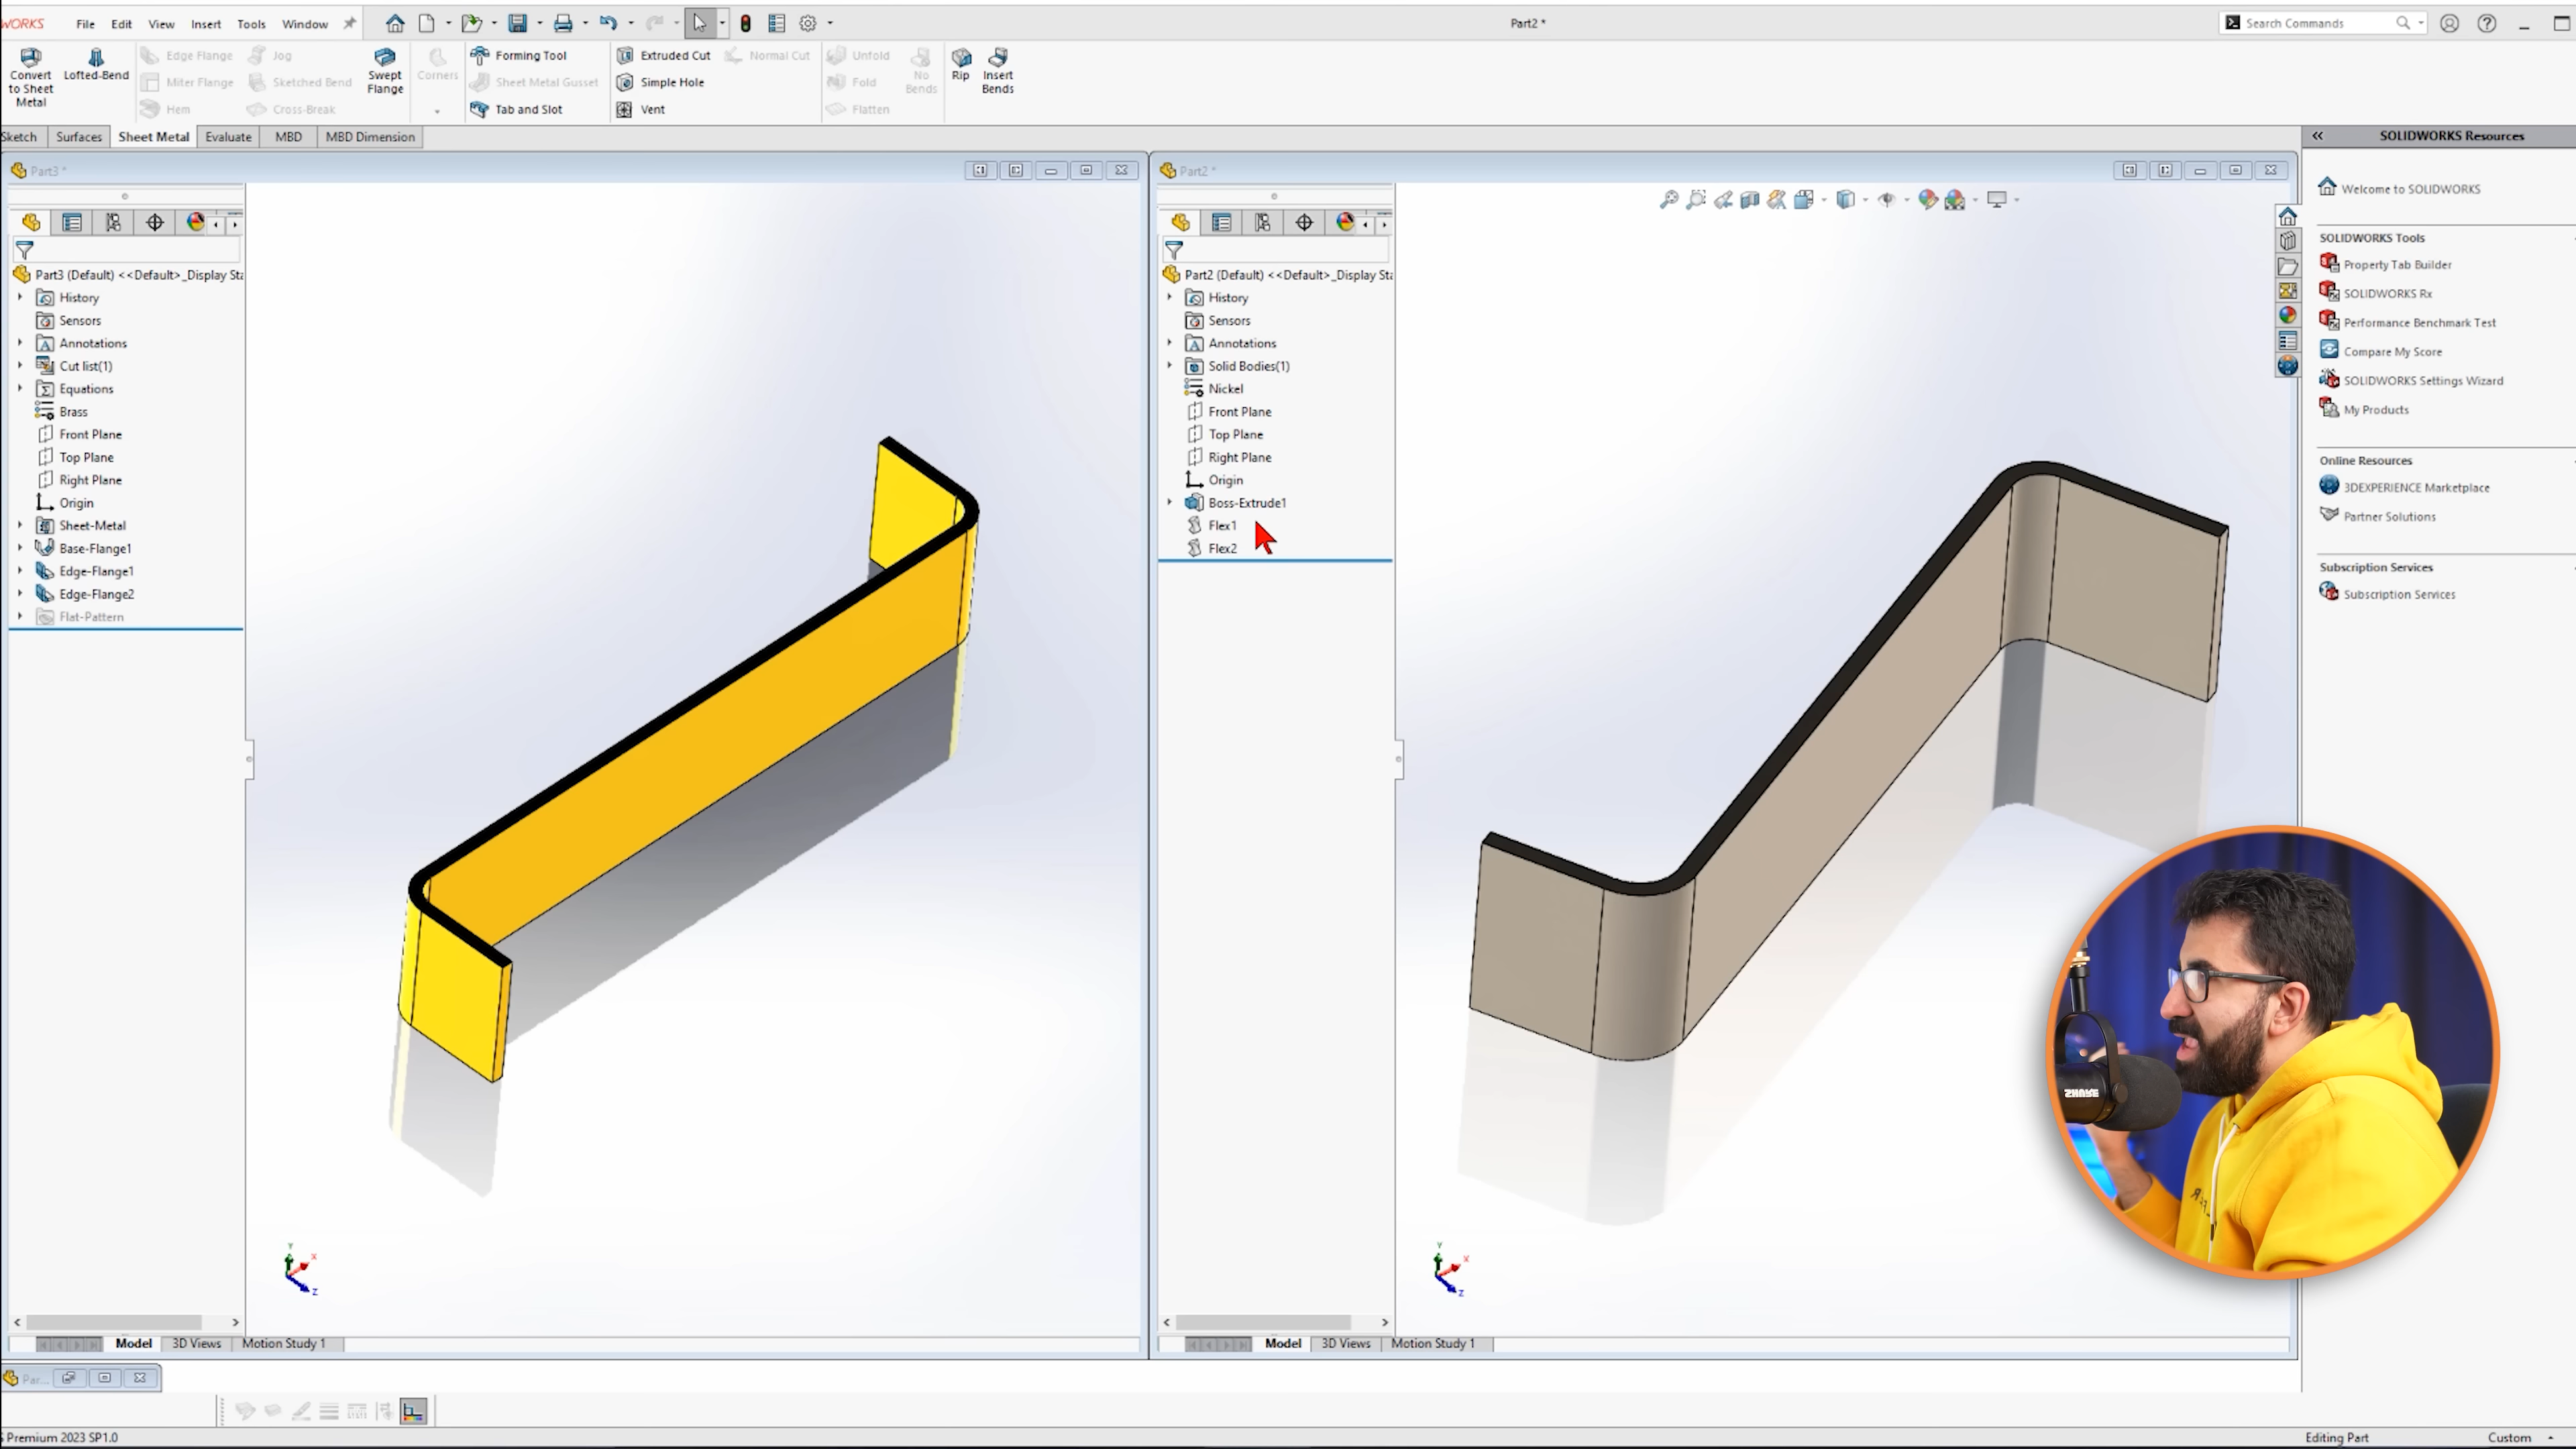 WORKS File Edit View Insert Tools Window Part2 * Search Commands
Convert to Sheet Metal
Lofted-Bend
Edge Flange
Miter Flange
Hem
Jog
Sketched Bend
Cross-Break
Swept Flange
Corners
Forming Tool
Sheet Metal Gusset
Tab and Slot
Extruded Cut
Simple Hole
Vent
Normal Cut
Unfold
Fold
Flatten
No Bends
Rip
Insert Bends
Sketch Surfaces Sheet Metal Evaluate MBD MBD Dimension
Part3 *
Part3 (Default) <<Default>_Display Sta
History
Sensors
Annotations
Cut list(1)
Equations
Brass
Front Plane
Top Plane
Right Plane
Origin
Sheet-Metal
Base-Flange1
Edge-Flange1
Edge-Flange2
Flat-Pattern
Y
X
Z
Model 3D Views Motion Study 1
Part2 *
Part2 (Default) <<Default>_Display Sta
History
Sensors
Annotations
Solid Bodies(1)
Nickel
Front Plane
Top Plane
Right Plane
Origin
Boss-Extrude1
Flex1
Flex2
Y
X
Z
Model 3D Views Motion Study 1
SOLIDWORKS Resources
Welcome to SOLIDWORKS
SOLIDWORKS Tools
Property Tab Builder
SOLIDWORKS Rx
Performance Benchmark Test
Compare My Score
SOLIDWORKS Settings Wizard
My Products
Online Resources
3DEXPERIENCE Marketplace
Partner Solutions
Subscription Services
Subscription Services
SHURE
Par...
Premium 2023 SP1.0
Editing Part
Custom